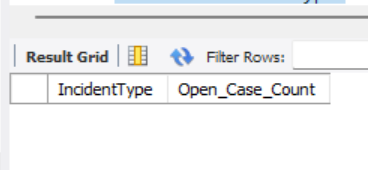 Result Grid Filter Rows:
IncidentType Open_Case_Count